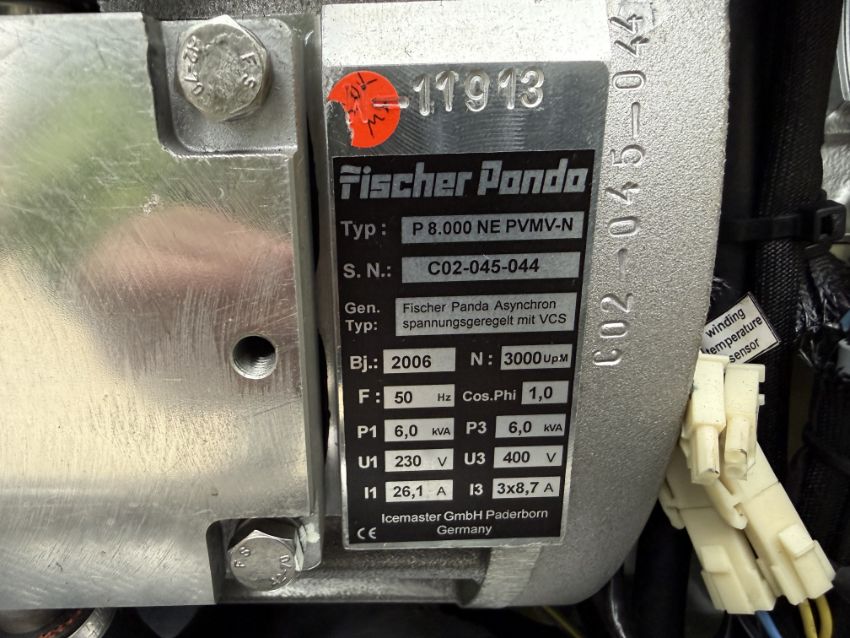 11913
Fischer Panda
Typ: P 8.000 NE PVMV-N
S. N.: C02-045-044
Gen. Typ: Fischer Panda Asynchron
spannungsgeregelt mit VCS
Bj.: 2006 N: 3000 Up.M
F: 50 Hz Cos.Phi 1,0
P1 6,0 kVA P3 6,0 kVA
U1 230 V U3 400 V
I1 26,1 A I3 3x8,7 A
Icemaster GmbH Paderborn
CE Germany
C02-045-044
winding
temperature
sensor
FS
FS